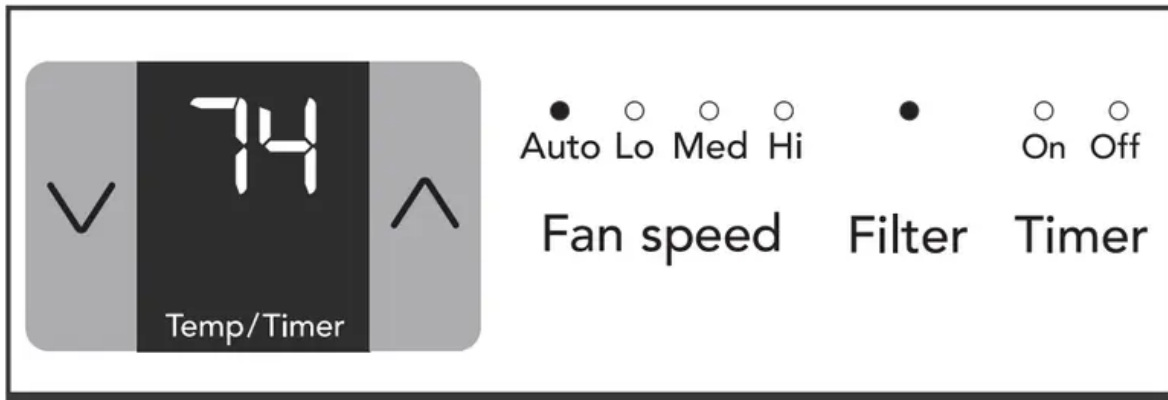 74
Temp/Timer
Auto Lo Med Hi
Fan speed
Filter
On Off
Timer